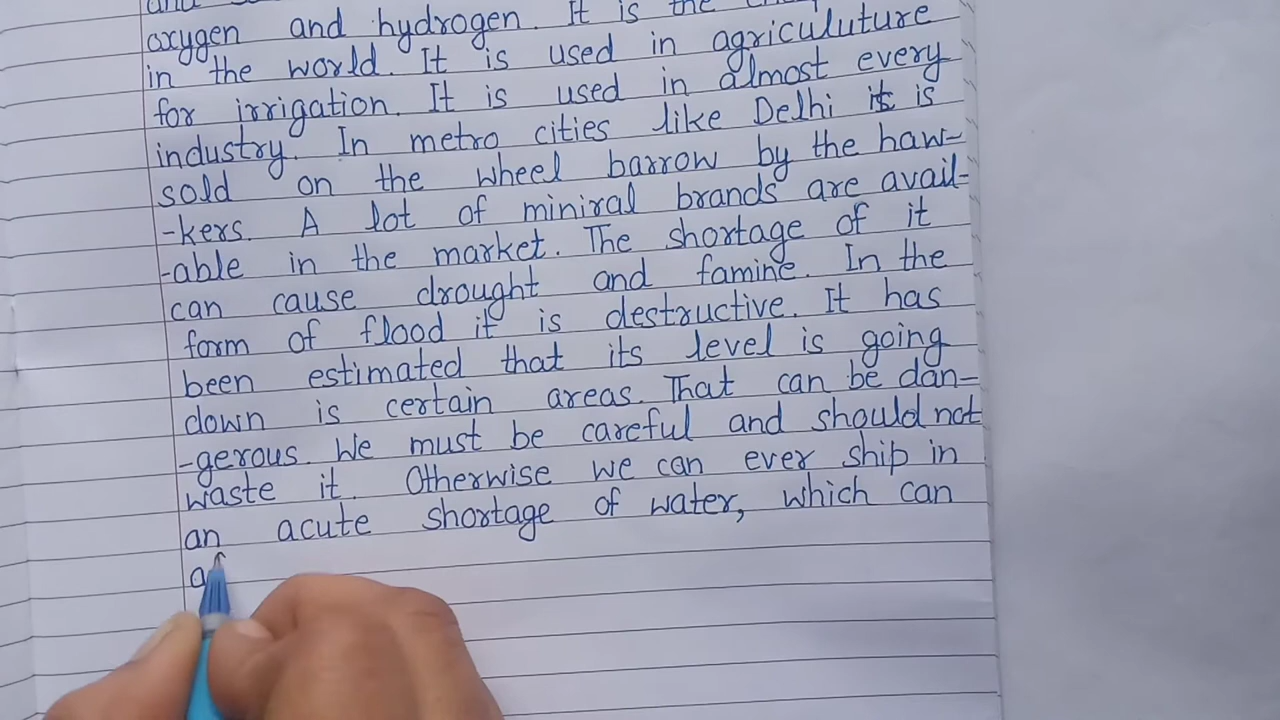 and
oxygen and hydrogen. It is the
in the world. It is used in agriculuture
for irrigation. It is used in almost every
industry. In metro cities like Delhi it is
sold on the wheel barrow by the haw-
-kers. A lot of miniral brands are avail-
-able in the market. The shortage of it
can cause drought and famine. In the
form of flood it is destructive. It has
been estimated that its level is going
down is certain areas. That can be dan-
-gerous. We must be careful and should not
waste it. Otherwise we can ever ship in
an acute shortage of water, which can